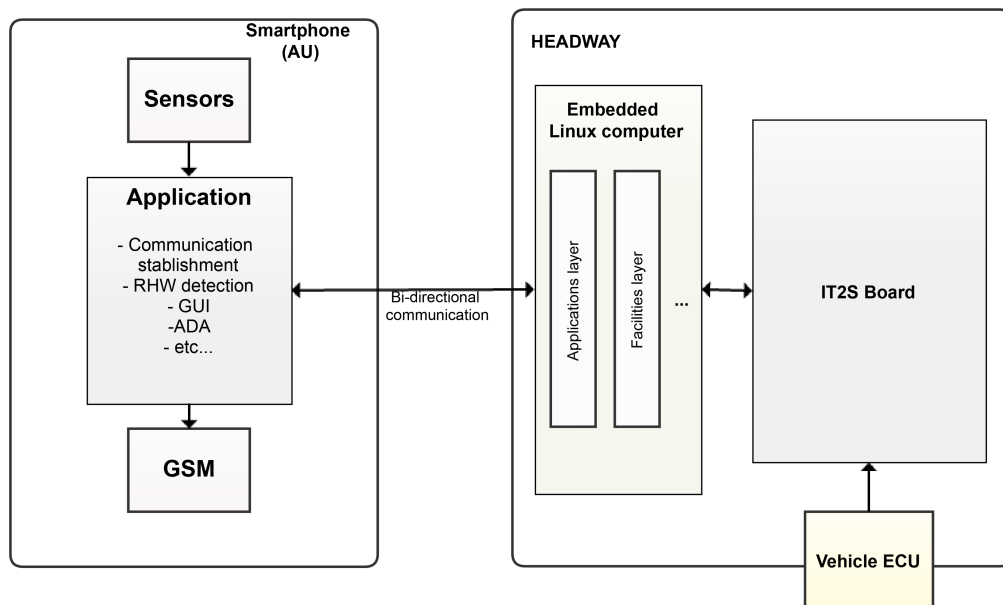 Smartphone
(AU)
Sensors
Application
- Communication
stablishment
- RHW detection
- GUI
-ADA
- etc...
GSM
Bi-directional
communication
HEADWAY
Embedded
Linux computer
Applications layer
Facilities layer
...
IT2S Board
Vehicle ECU